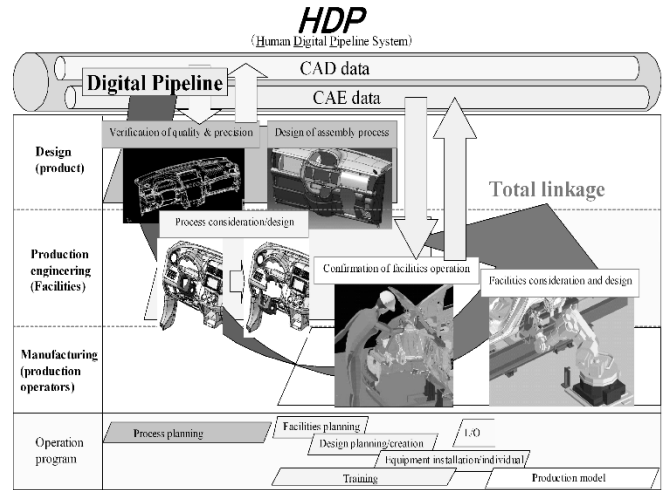 HDP
(Human Digital Pipeline System)
CAD data
Digital Pipeline
CAE data
Verification of quality & precision
Design of assembly process
Design
(product)
Total linkage
Process consideration/design
Production
engineering
(Facilities)
Confirmation of facilities operation
Facilities consideration and design
Manufacturing
(production
operators)
Operation
program
Process planning
Facilities planning
Design planning/creation
L/O
Equipment installation/individual
Training
Production model